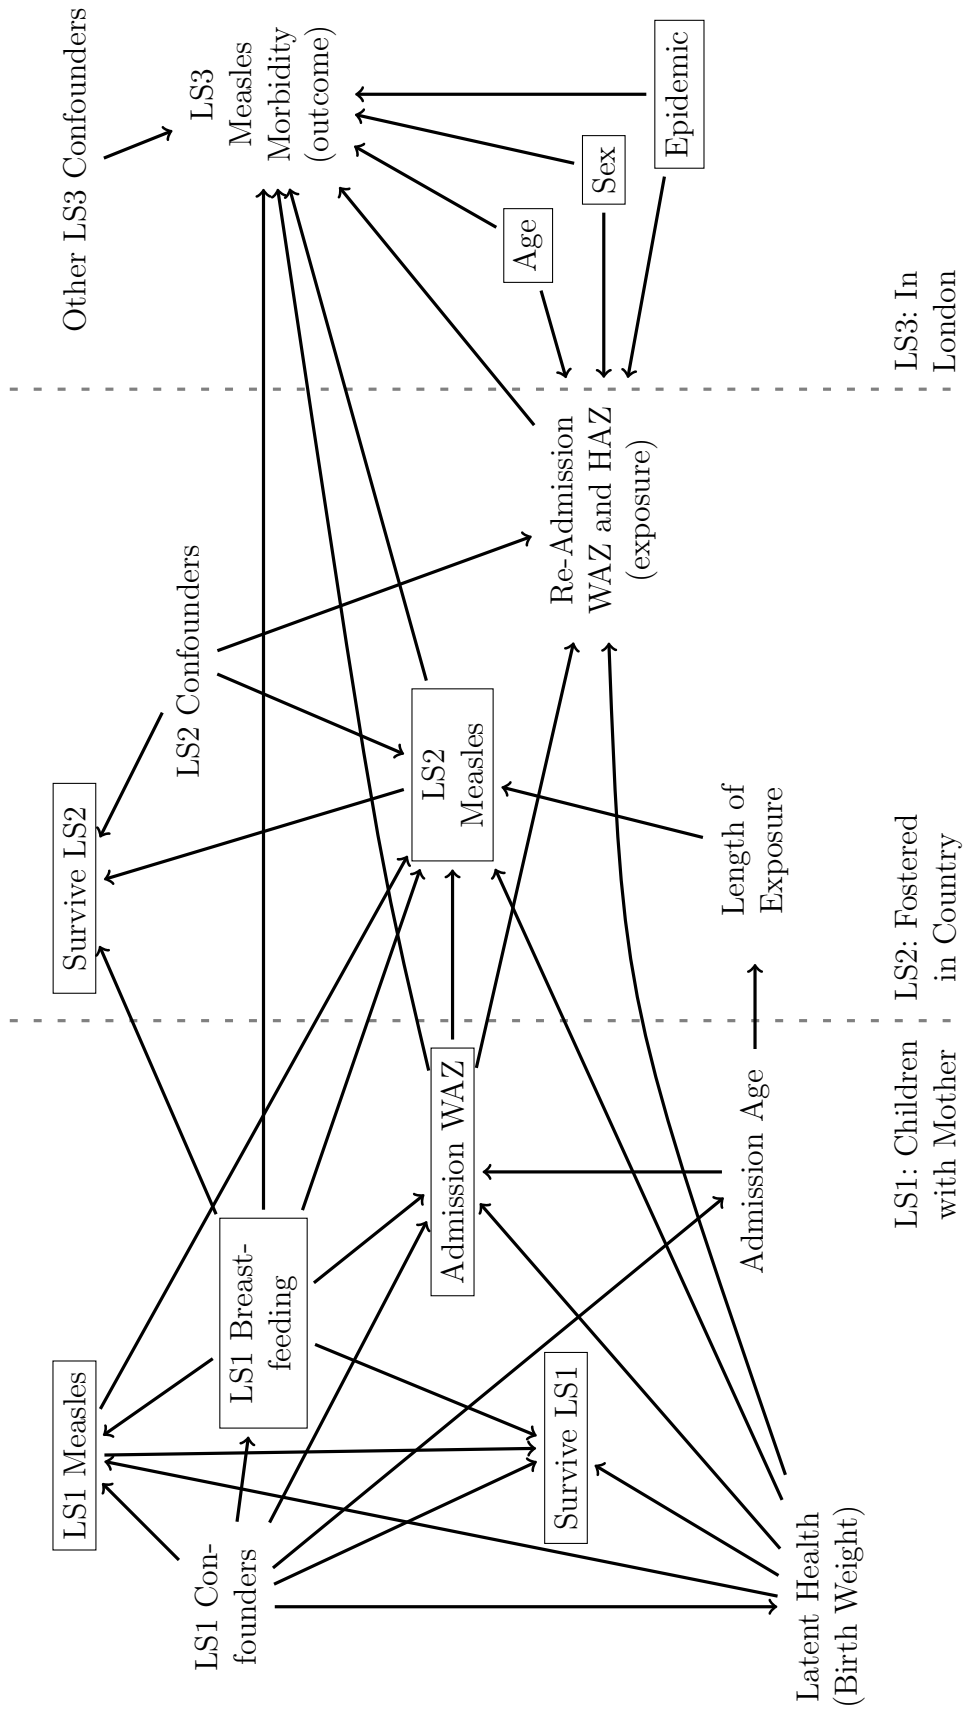 LS1 Measles
LS1 Con-
founders
LS1 Breast-
feeding
Survive LS1
Latent Health
(Birth Weight)
Admission WAZ
Admission Age
LS1: Children
with Mother
Survive LS2
LS2 Confounders
LS2
Measles
Length of
Exposure
Re-Admission
WAZ and HAZ
(exposure)
LS2: Fostered
in Country
Other LS3 Confounders
LS3
Measles
Morbidity
(outcome)
Age
Sex
Epidemic
LS3: In
London